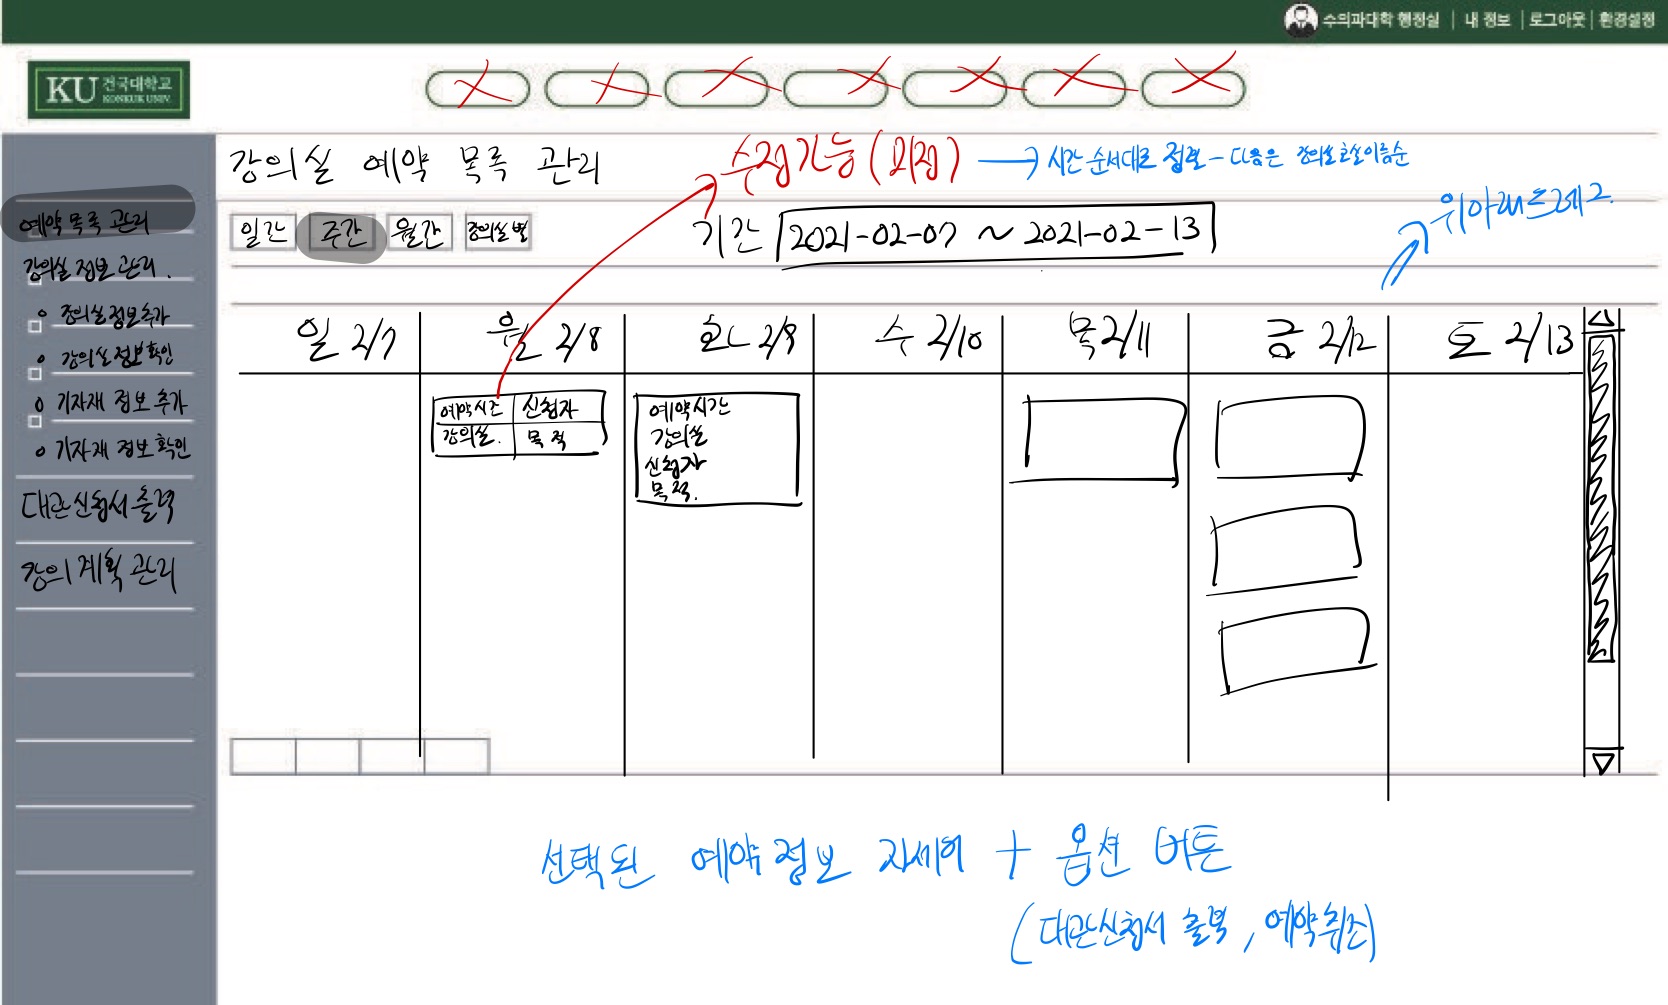 수의과대학 행정실 | 내 정보 | 로그아웃 | 환경설정
KU 건국대학교
KONKUK UNIV.
강의실 예약 목록 관리
수정가능 (미정)
시간 순서대로 정렬 - 다음은 강의실 호실이름순
예약 목록 관리
강의실 정보 관리.
강의실 정보 추가
강의실 정보 확인
기자재 정보 추가
기자재 정보 확인
대관신청서 출력
강의 계획 관리
일간 주간 월간 강의실별
기간 2021-02-07 ~ 2021-02-13
위아래드래그
일 2/7 월 2/8 화 2/9 수 2/10 목 2/11 금 2/12 토 2/13
예약시간 신청자
강의실. 목적
예약시간
강의실
신청자
목적.
선택된 예약정보 자세히 + 옵션 버튼
(대관신청서 출력, 예약취소)